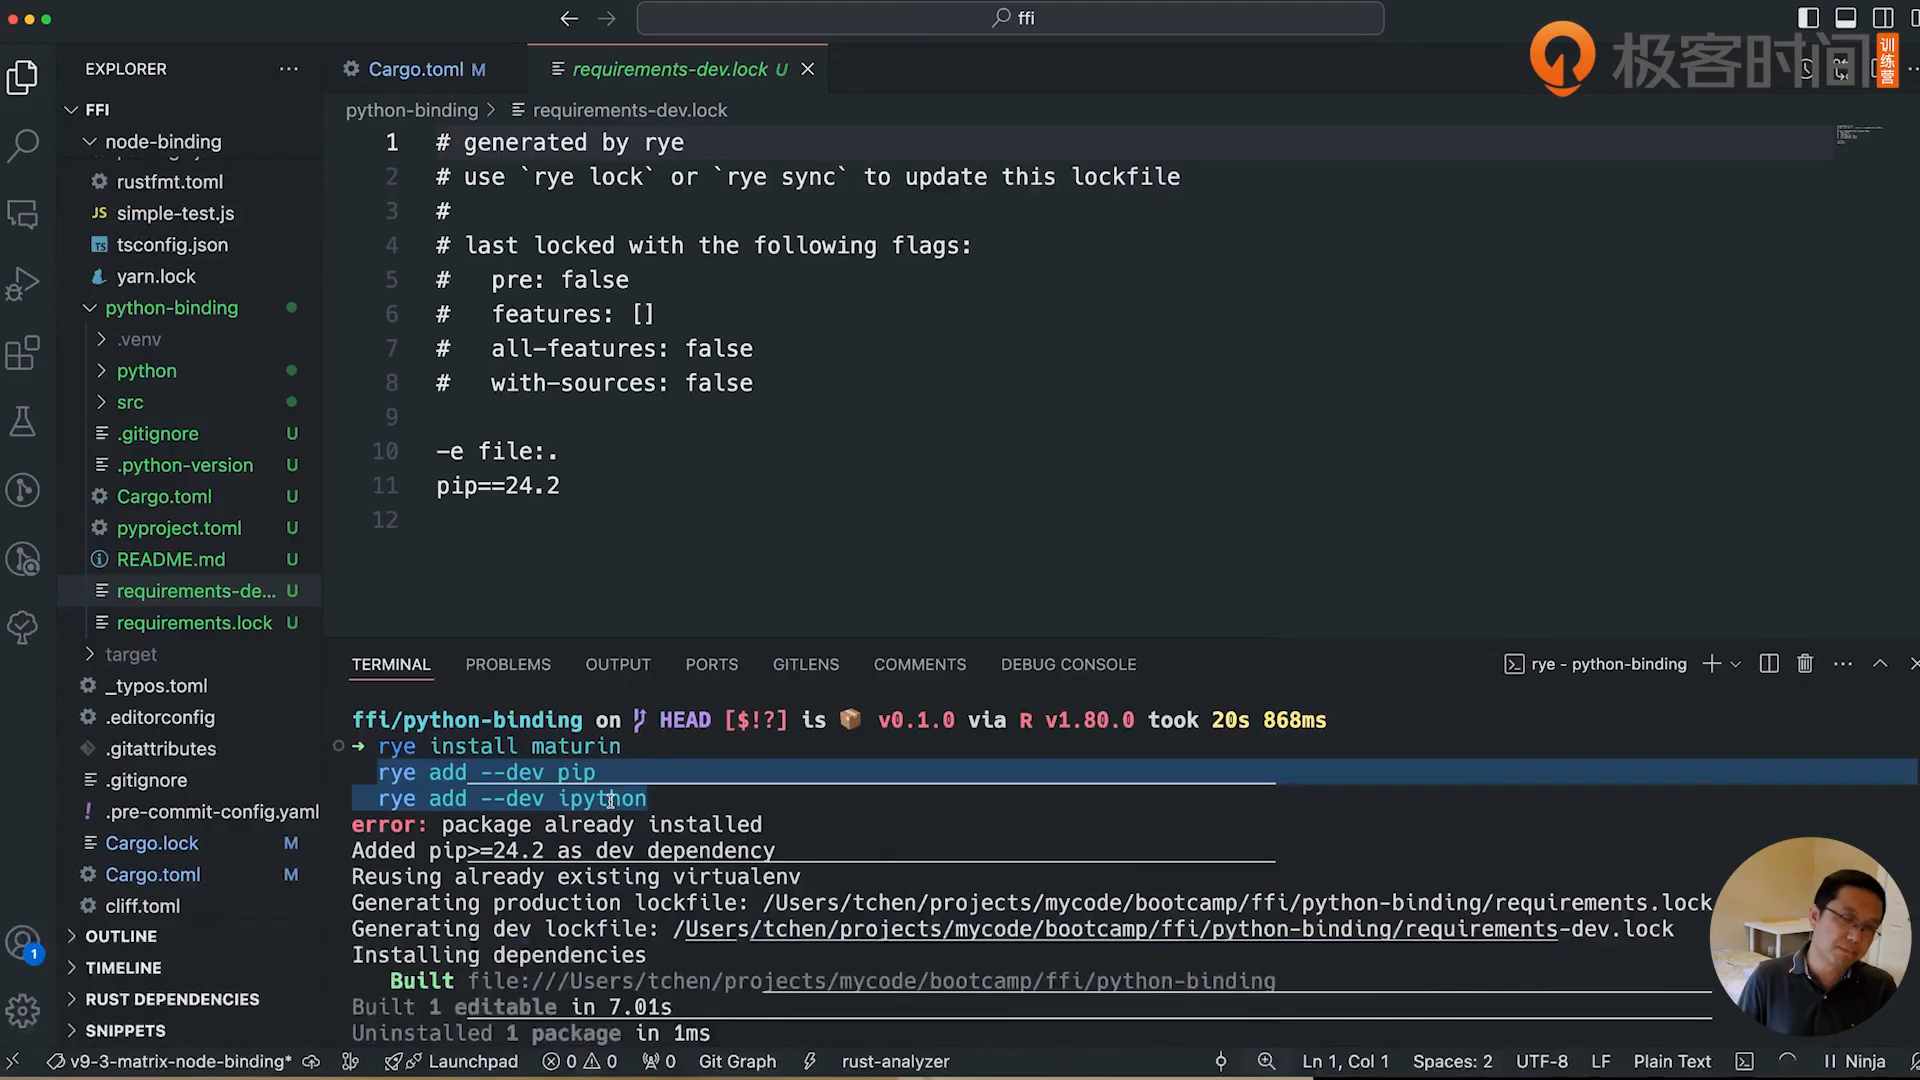 ffi
极客时间 训练营
EXPLORER
FFI
node-binding
rustfmt.toml
JS simple-test.js
TS tsconfig.json
yarn.lock
python-binding
.venv
python
src
.gitignore U
.python-version U
Cargo.toml U
pyproject.toml U
README.md U
requirements-de... U
requirements.lock U
target
_typos.toml
.editorconfig
.gitattributes
.gitignore
! .pre-commit-config.yaml
Cargo.lock M
Cargo.toml M
cliff.toml
OUTLINE
TIMELINE
RUST DEPENDENCIES
SNIPPETS
1
Cargo.toml M
requirements-dev.lock U
python-binding > requirements-dev.lock
1 # generated by rye
2 # use `rye lock` or `rye sync` to update this lockfile
3 #
4 # last locked with the following flags:
5 #   pre: false
6 #   features: []
7 #   all-features: false
8 #   with-sources: false
9
10 -e file:.
11 pip==24.2
12
TERMINAL PROBLEMS OUTPUT PORTS GITLENS COMMENTS DEBUG CONSOLE
rye - python-binding
ffi/python-binding on HEAD [$!?] is v0.1.0 via R v1.80.0 took 20s 868ms
→ rye install maturin
rye add --dev pip
rye add --dev ipython
error: package already installed
Added pip>=24.2 as dev dependency
Reusing already existing virtualenv
Generating production lockfile: /Users/tchen/projects/mycode/bootcamp/ffi/python-binding/requirements.lock
Generating dev lockfile: /Users/tchen/projects/mycode/bootcamp/ffi/python-binding/requirements-dev.lock
Installing dependencies
Built file:///Users/tchen/projects/mycode/bootcamp/ffi/python-binding
Built 1 editable in 7.01s
Uninstalled 1 package in 1ms
v9-3-matrix-node-binding* Launchpad 0 0 0 Git Graph rust-analyzer Ln 1, Col 1 Spaces: 2 UTF-8 LF Plain Text Ninja